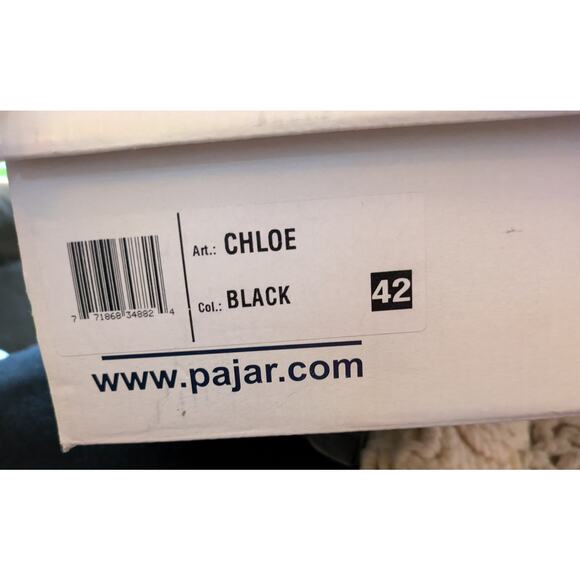 Art.: CHLOE
Col.: BLACK
42
7 71868 34882 4
www.pajar.com